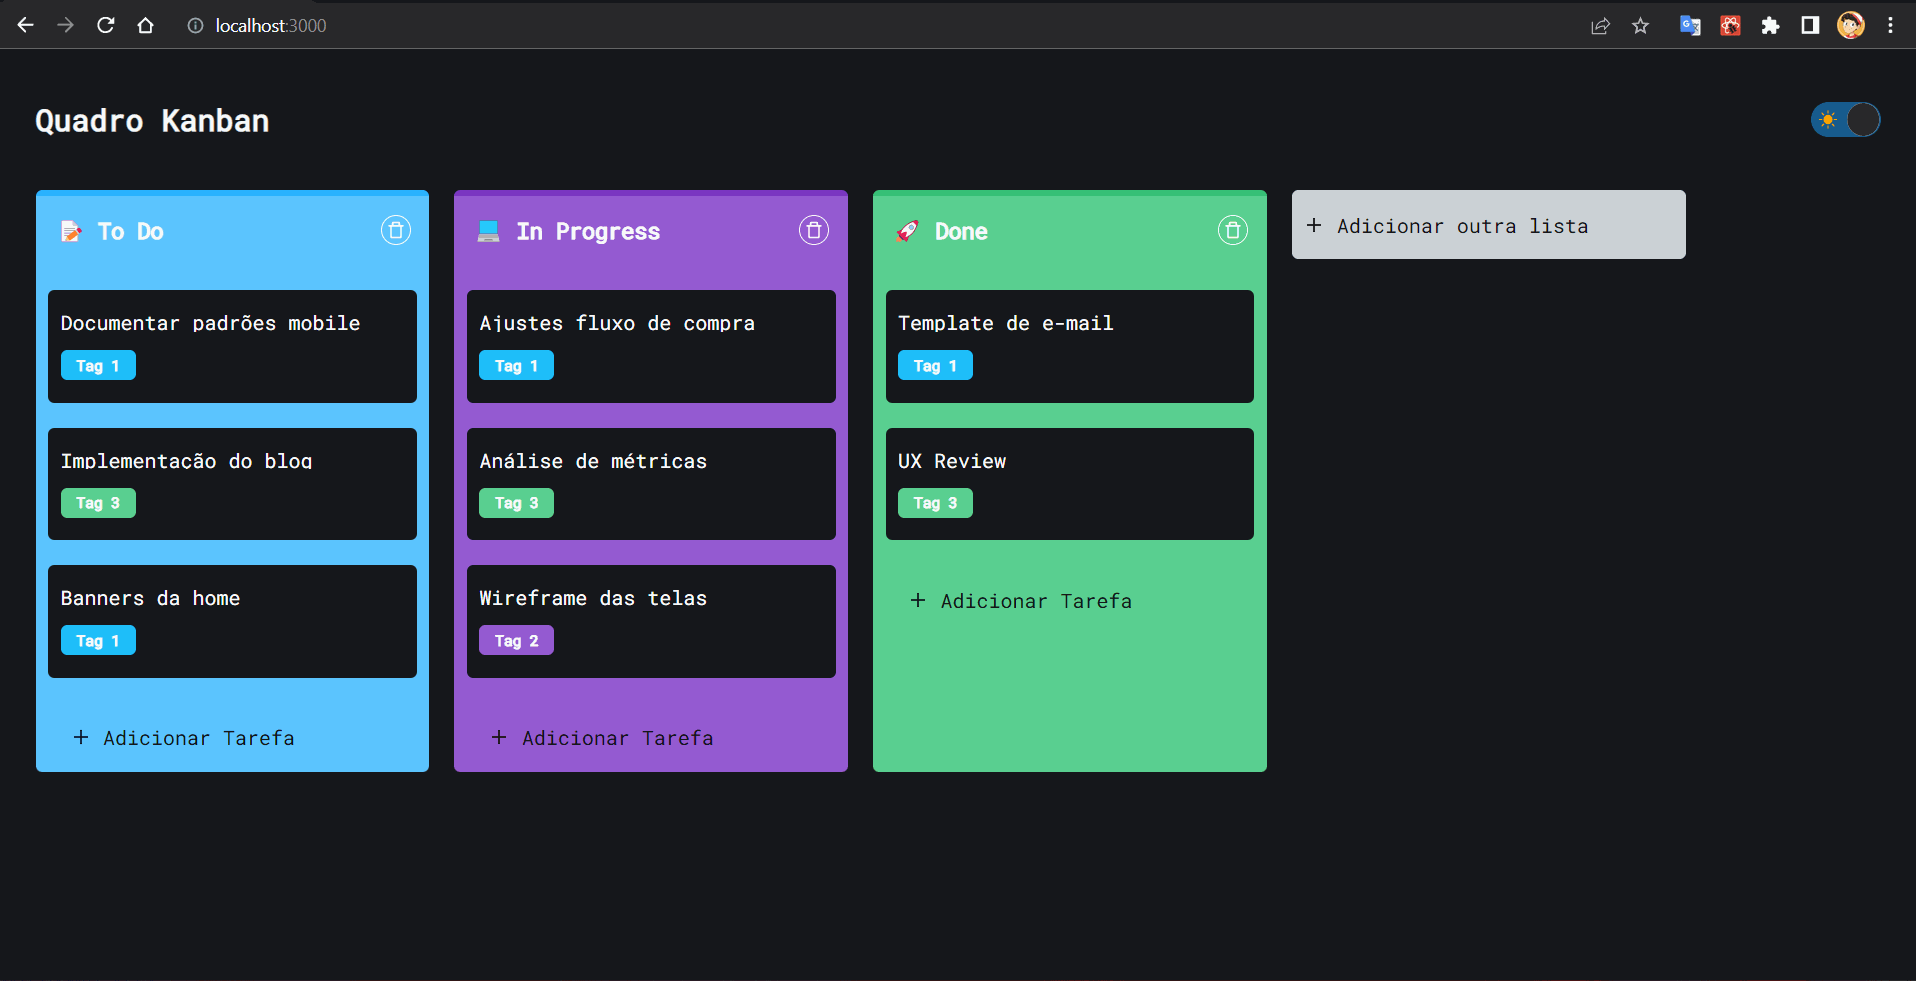 localhost:3000
Quadro Kanban
To Do
Documentar padrões mobile
Tag 1
Implementação do blog
Tag 3
Banners da home
Tag 1
+ Adicionar Tarefa
In Progress
Ajustes fluxo de compra
Tag 1
Análise de métricas
Tag 3
Wireframe das telas
Tag 2
+ Adicionar Tarefa
Done
Template de e-mail
Tag 1
UX Review
Tag 3
+ Adicionar Tarefa
+ Adicionar outra lista